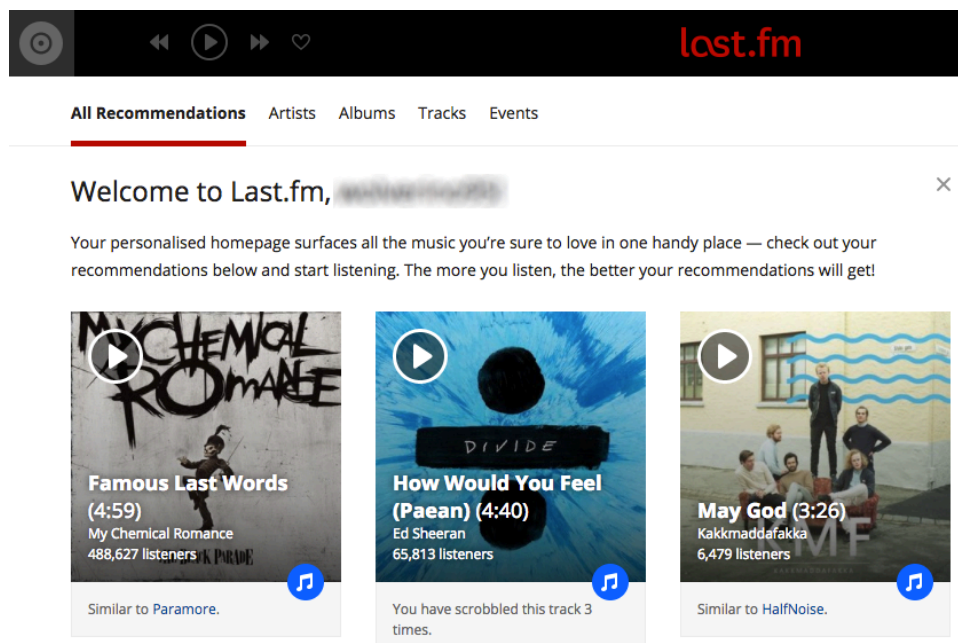 last.fm
All Recommendations Artists Albums Tracks Events
Welcome to Last.fm,
Your personalised homepage surfaces all the music you’re sure to love in one handy place — check out your
recommendations below and start listening. The more you listen, the better your recommendations will get!
MY CHEMICAL
ROMANCE
Famous Last Words
(4:59)
My Chemical Romance
488,627 listeners
Similar to Paramore.
DIVIDE
How Would You Feel
(Paean) (4:40)
Ed Sheeran
65,813 listeners
You have scrobbled this track 3
times.
May God (3:26)
Kakkmaddafakka
6,479 listeners
KMF
KAKKMADDAFAKKA
Similar to HalfNoise.